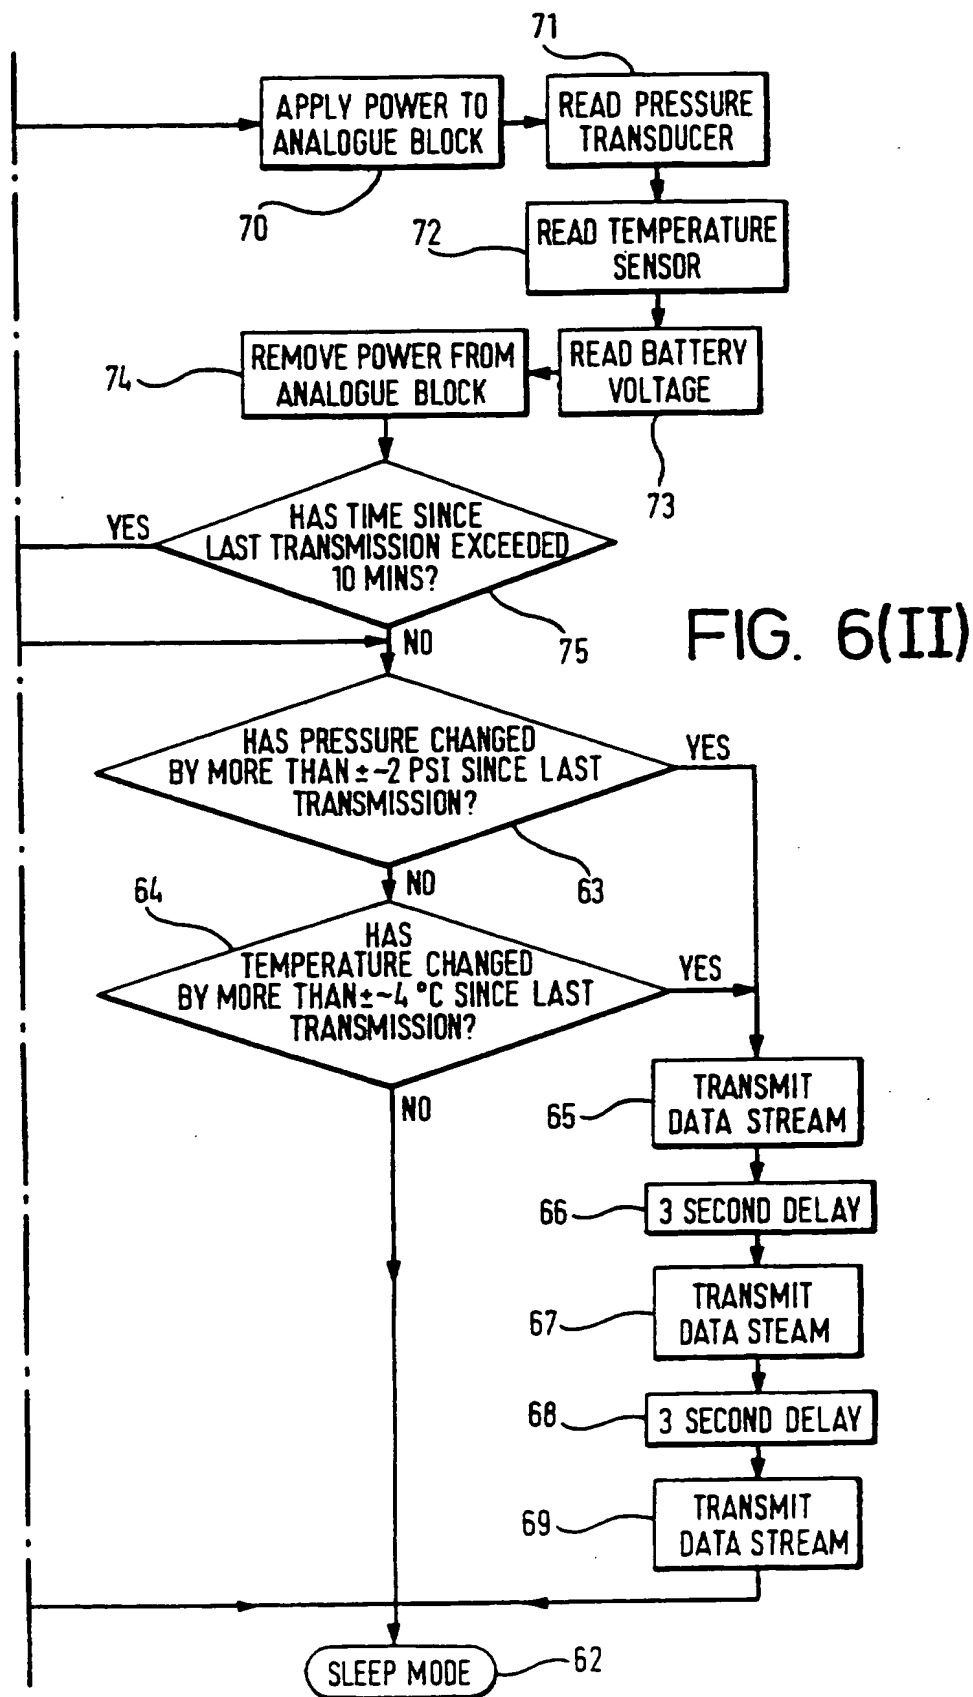 71
APPLY POWER TO
ANALOGUE BLOCK
READ PRESSURE
TRANSDUCER
70
72
READ TEMPERATURE
SENSOR
74
REMOVE POWER FROM
ANALOGUE BLOCK
READ BATTERY
VOLTAGE
73
YES
HAS TIME SINCE
LAST TRANSMISSION EXCEEDED
10 MINS?
75
NO
FIG. 6(II)
HAS PRESSURE CHANGED
BY MORE THAN ±~2 PSI SINCE LAST
TRANSMISSION?
YES
63
NO
64
HAS
TEMPERATURE CHANGED
BY MORE THAN ±~4 °C SINCE LAST
TRANSMISSION?
YES
NO
65
TRANSMIT
DATA STREAM
66
3 SECOND DELAY
67
TRANSMIT
DATA STEAM
68
3 SECOND DELAY
69
TRANSMIT
DATA STREAM
SLEEP MODE
62